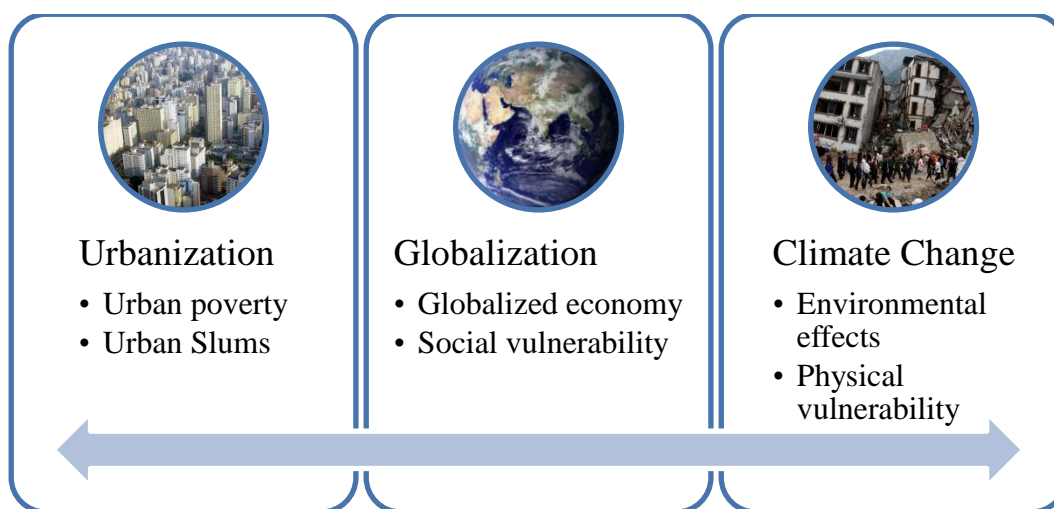 Urbanization
• Urban poverty
• Urban Slums
Globalization
• Globalized economy
• Social vulnerability
Climate Change
• Environmental
effects
• Physical
vulnerability